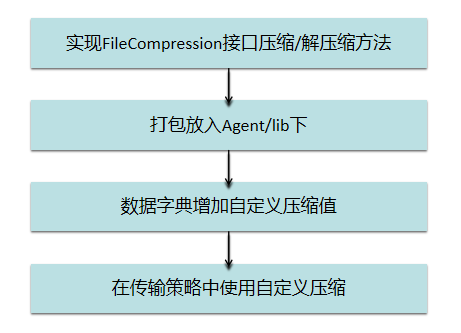 实现FileCompression接口压缩/解压缩方法
打包放入Agent/lib下
数据字典增加自定义压缩值
在传输策略中使用自定义压缩